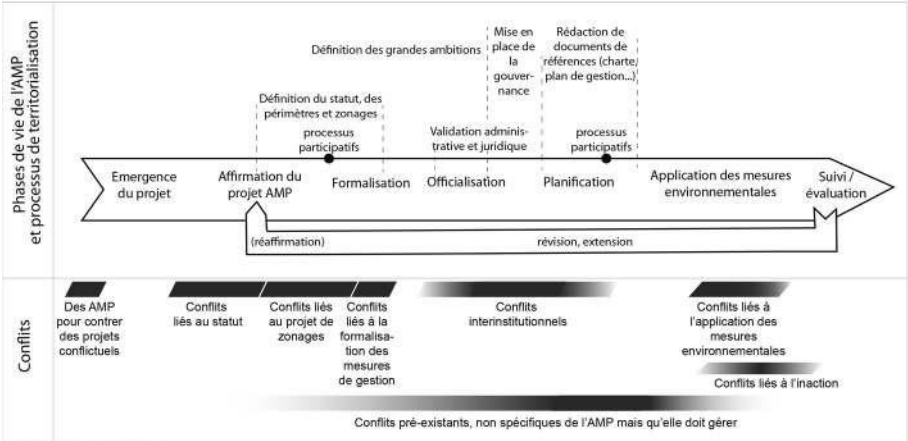 Phases de vie de l'AMP
et processus de territorialisation
Définition des grandes ambitions
Mise en
place de
la
gouver-
nance
Rédaction de
documents de
références (charte,
plan de gestion...)
Définition du statut, des
périmètres et zonages
processus
participatifs
Validation adminis-
trative et juridique
processus
participatifs
Emergence
du projet
Affirmation du
projet AMP
Formalisation
Officialisation
Planification
Application des mesures
environnementales
Suivi /
évaluation
(réaffirmation)
révision, extension
Conflits
Des AMP
pour contrer
des projets
conflictuels
Conflits
liés au statut
Conflits liés
au projet de
zonages
Conflits
liés à la
formalisa-
tion des
mesures
de gestion
Conflits
interinstitutionnels
Conflits liés à
l'application des
mesures
environnementales
Conflits liés à l'inaction
Conflits pré-existants, non spécifiques de l'AMP mais qu'elle doit gérer